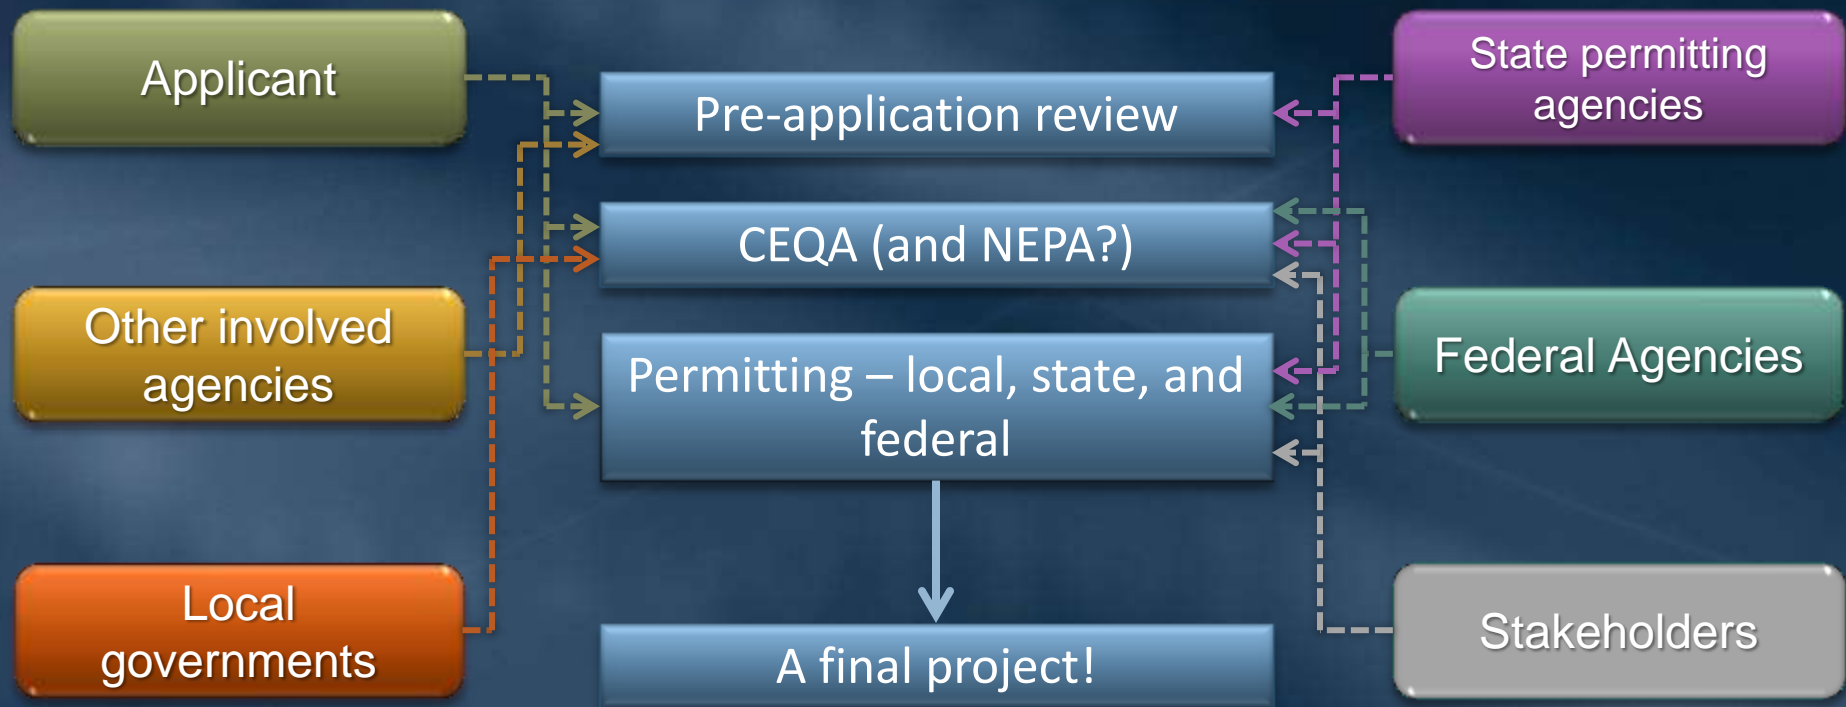 Applicant
Other involved
agencies
Local
governments
Pre-application review
CEQA (and NEPA?)
Permitting – local, state, and
federal
A final project!
State permitting
agencies
Federal Agencies
Stakeholders